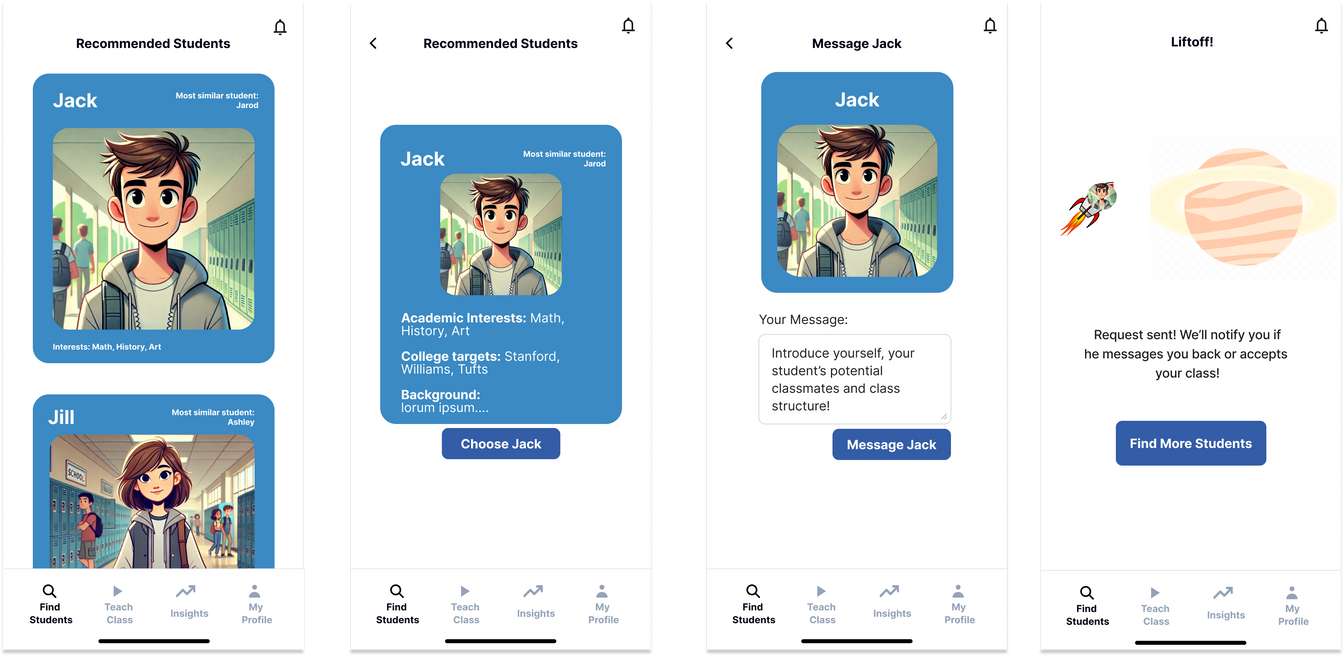 Recommended Students
Jack
Most similar student:
Jarod
Interests: Math, History, Art
Jill
Most similar student:
Ashley
SCHOOL
Find
Students
Teach
Class
Insights
My
Profile
Recommended Students
Jack
Most similar student:
Jarod
Academic Interests: Math,
History, Art
College targets: Stanford,
Williams, Tufts
Background:
lorum ipsum....
Choose Jack
Find
Students
Teach
Class
Insights
My
Profile
Message Jack
Jack
Your Message:
Introduce yourself, your
student's potential
classmates and class
structure!
Message Jack
Find
Students
Teach
Class
Insights
My
Profile
Liftoff!
Request sent! We'll notify you if
he messages you back or accepts
your class!
Find More Students
Find
Students
Teach
Class
Insights
My
Profile